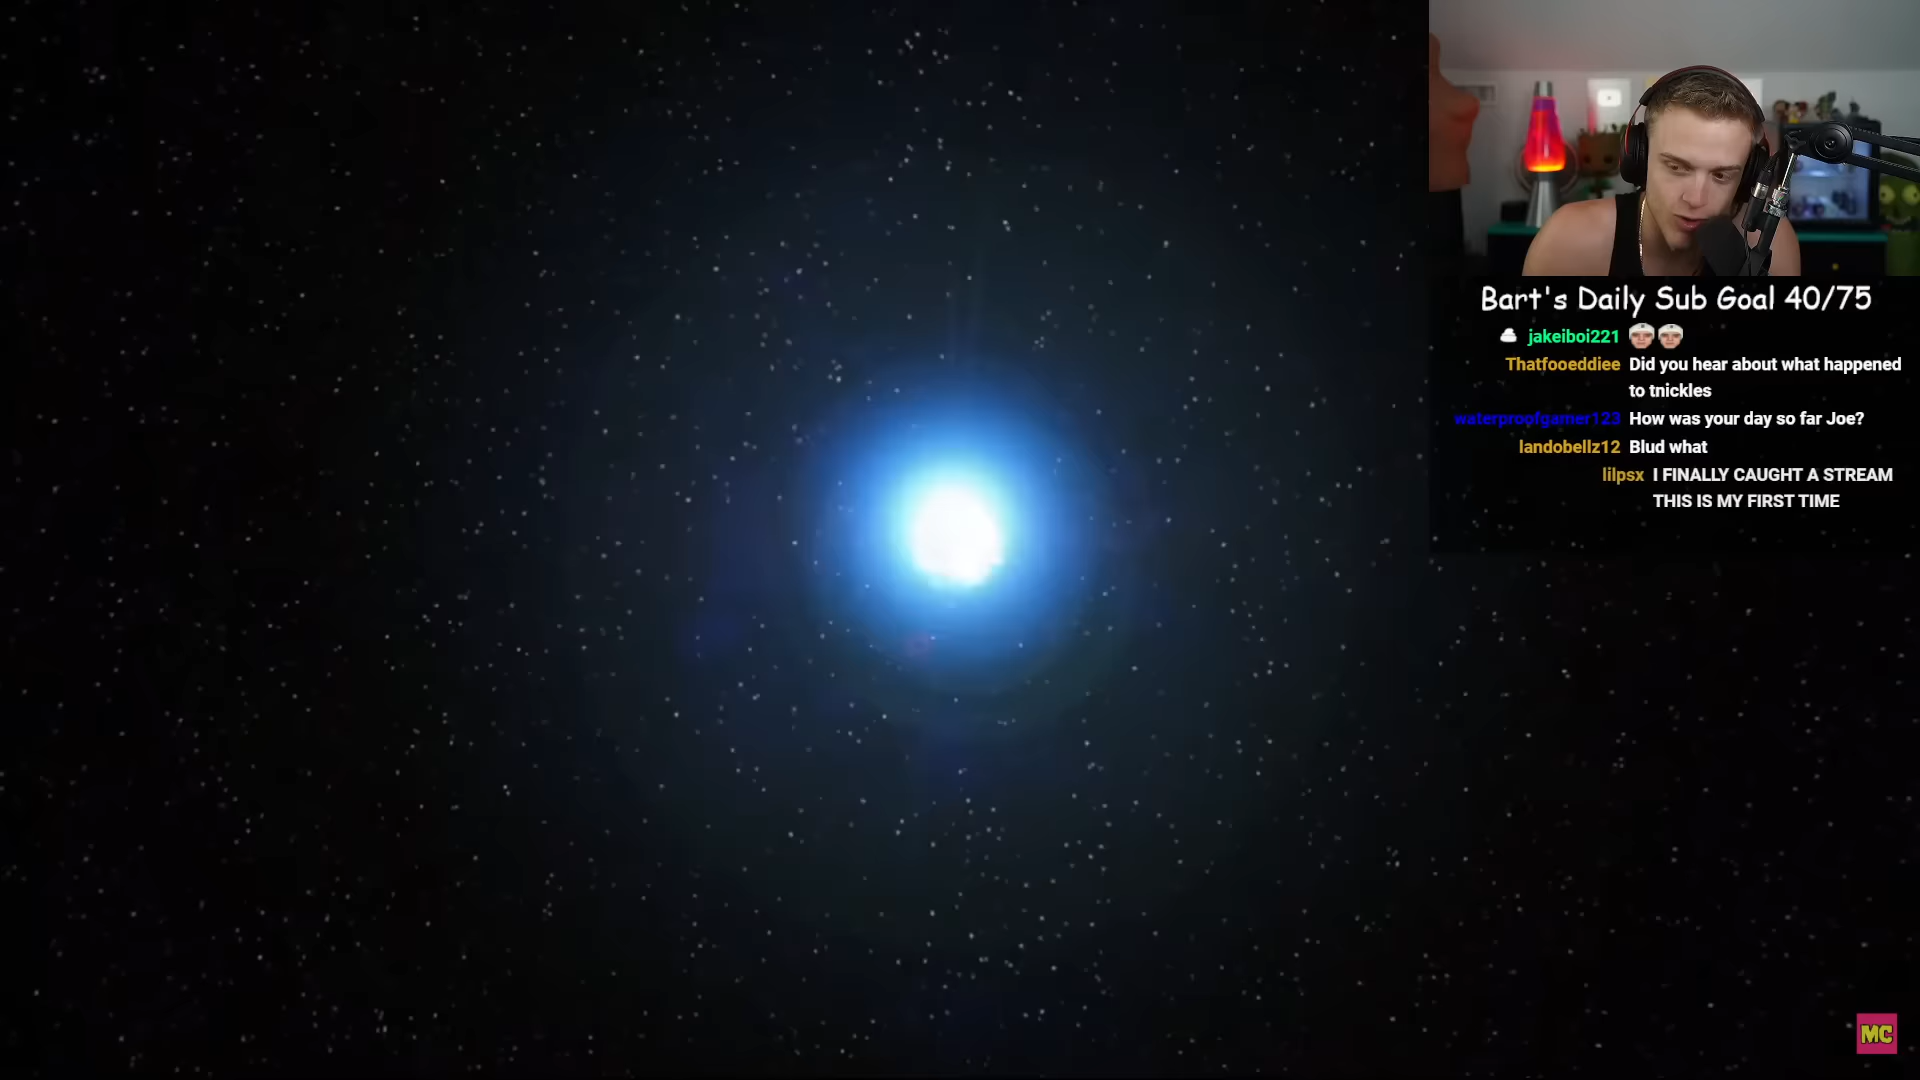 Bart's Daily Sub Goal 40/75
jakeiboi221
Thatfooeddiee Did you hear about what happened
to tnickles
waterproofgamer123 How was your day so far Joe?
landobellz12 Blud what
lilpsx I FINALLY CAUGHT A STREAM
THIS IS MY FIRST TIME
MC